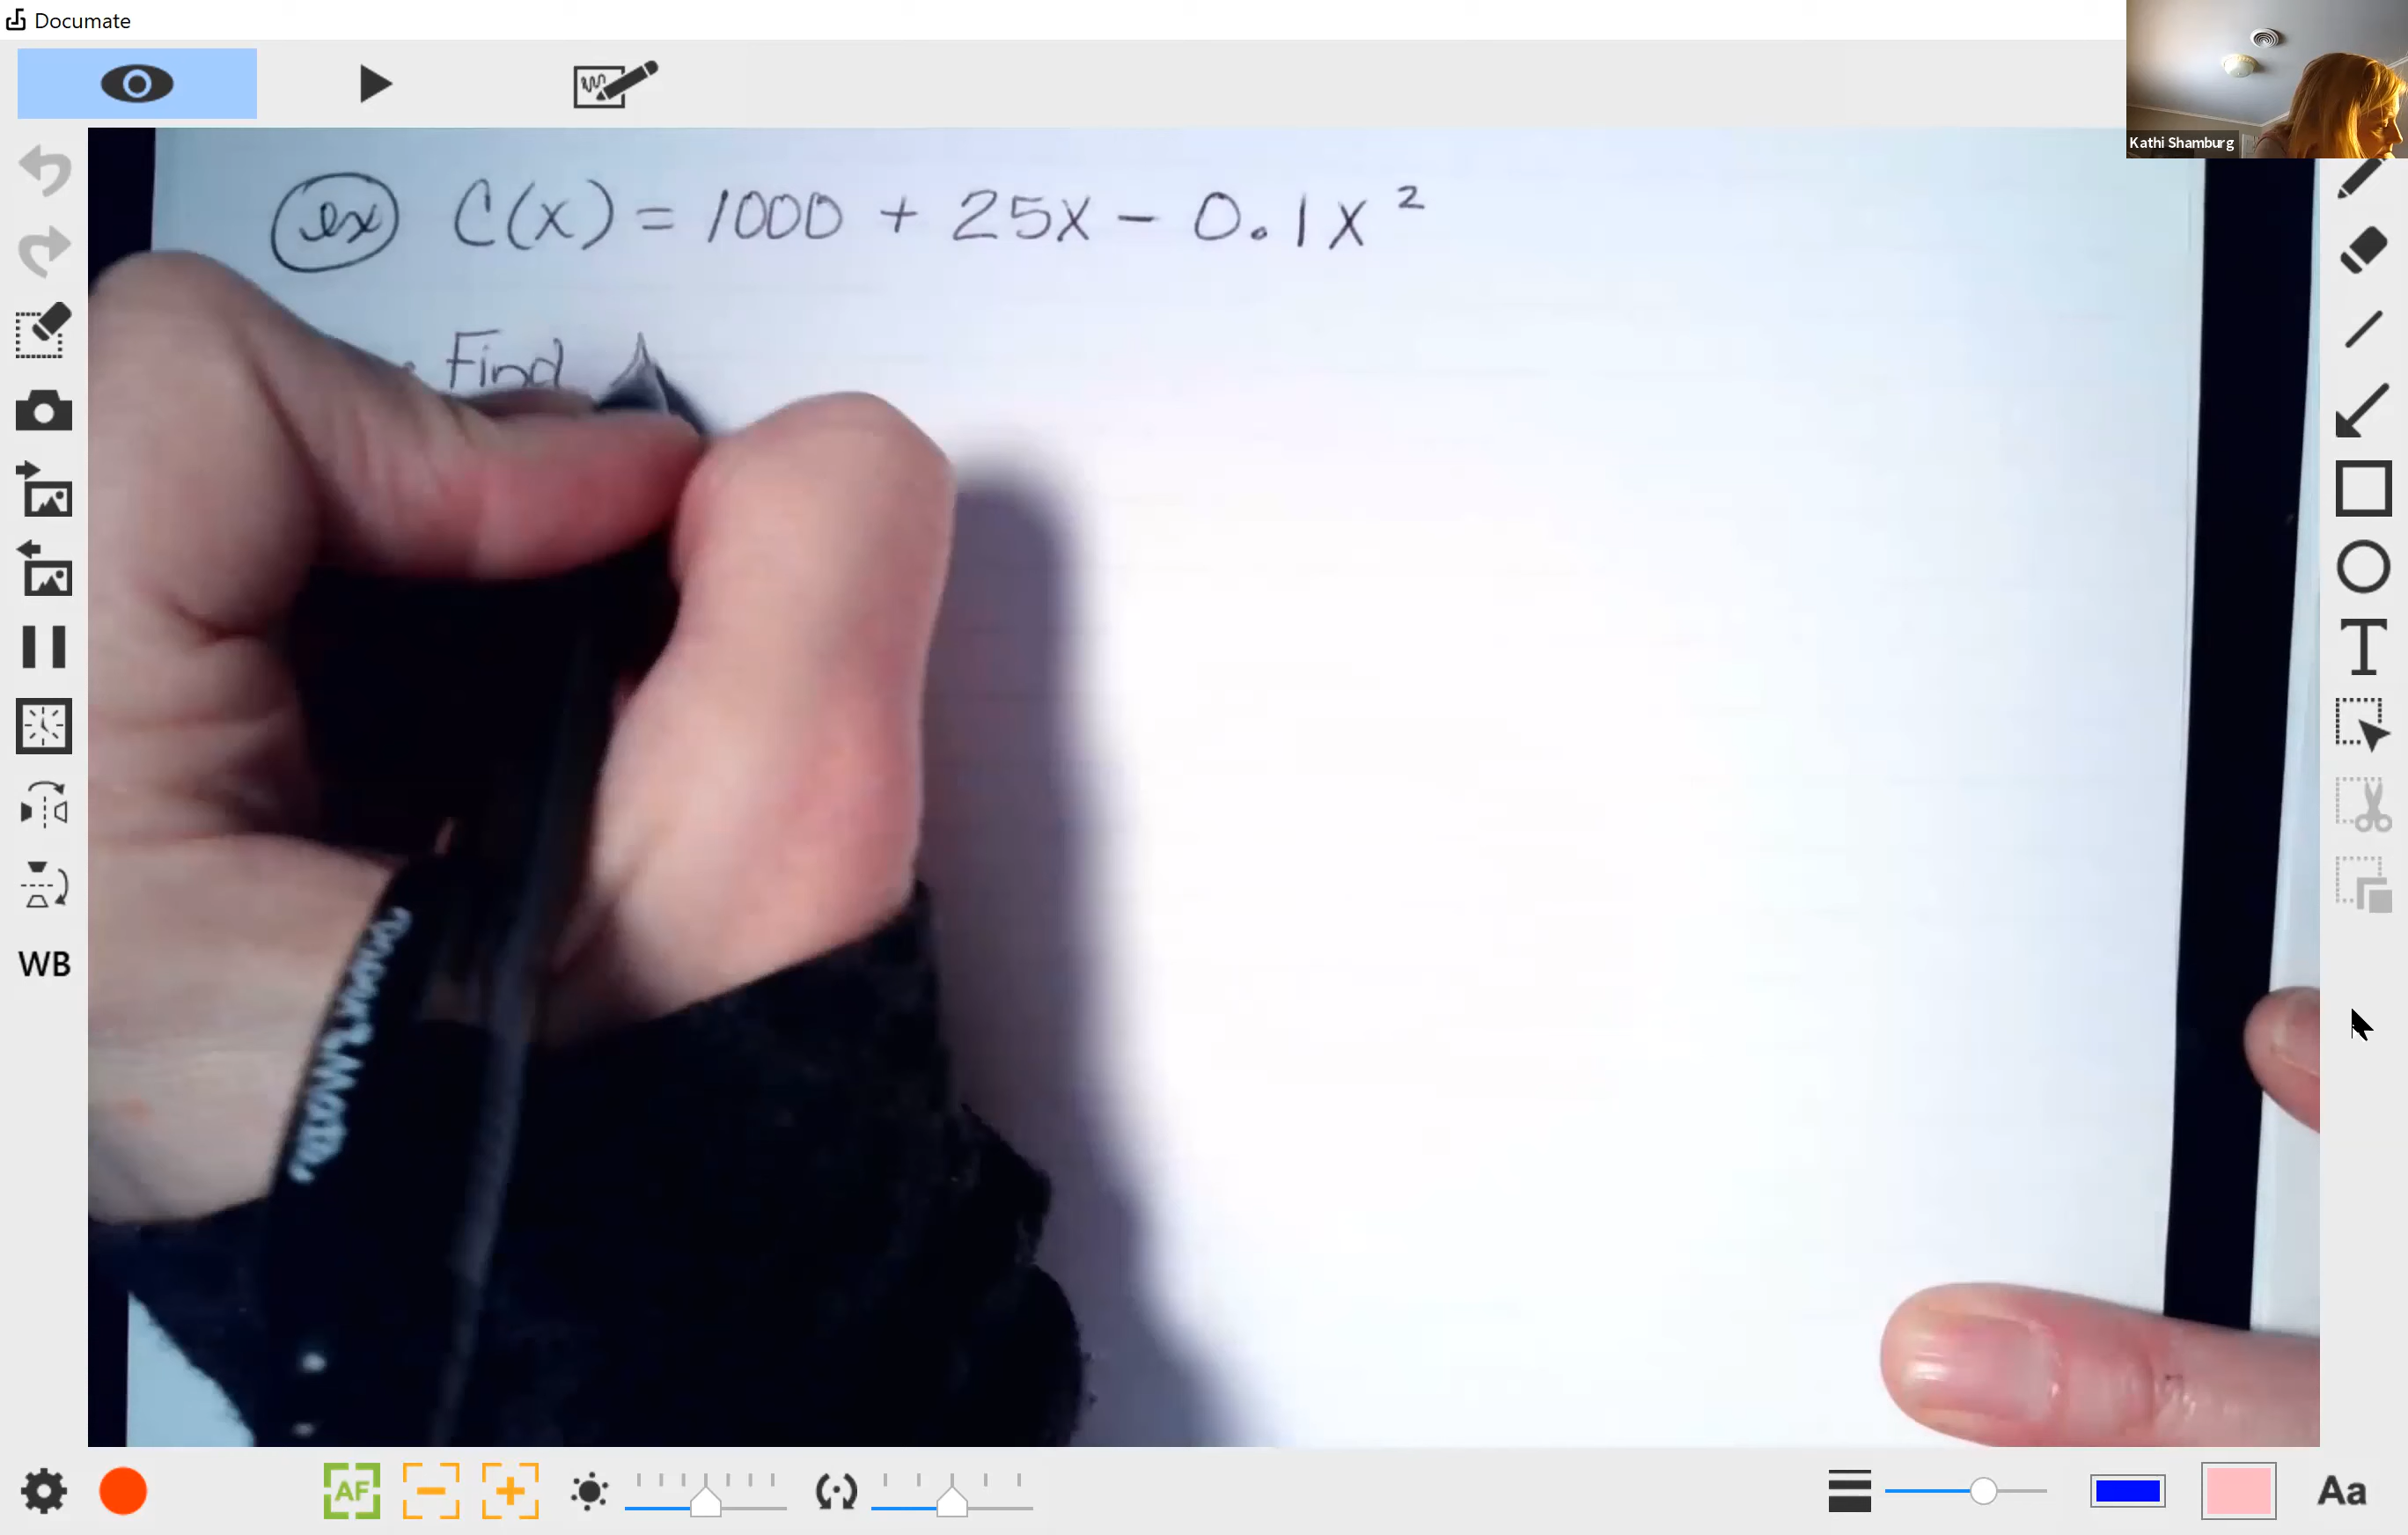 Documate
Kathi Shamburg
ex C(x) = 1000 + 25x - 0.1x²
Find
WB
T
AF
Aa